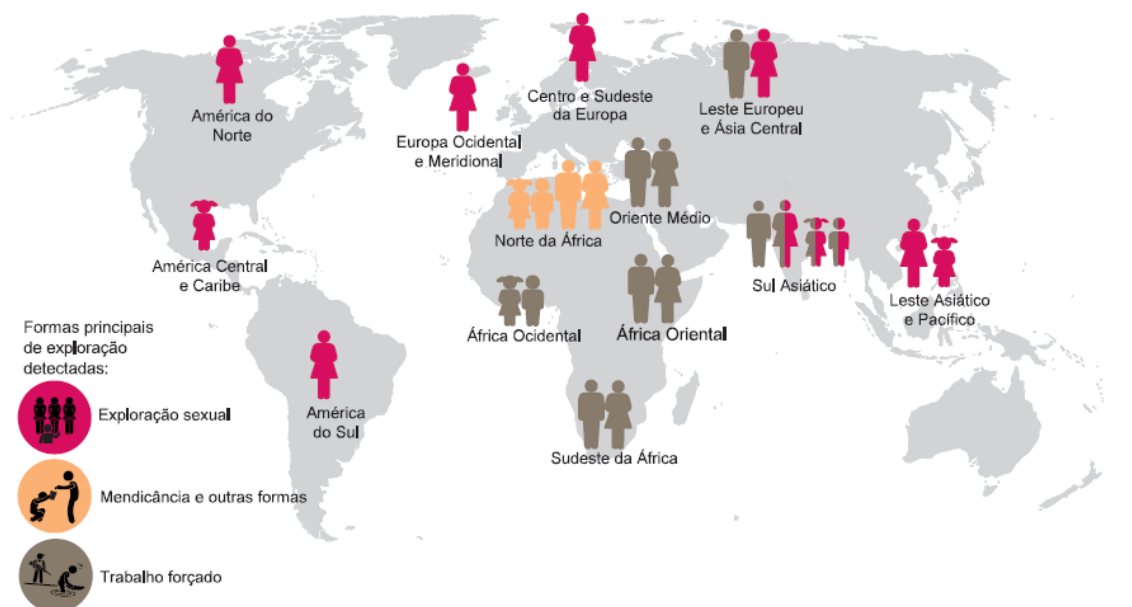 América do
Norte
Europa Ocidental
e Meridional
Centro e Sudeste
da Europa
Leste Europeu
e Ásia Central
América Central
e Caribe
Norte da África
Oriente Médio
Sul Asiático
Leste Asiático
e Pacífico
África Ocidental
África Oriental
América
do Sul
Sudeste da África
Formas principais
de exploração
detectadas:
Exploração sexual
Mendicância e outras formas
Trabalho forçado